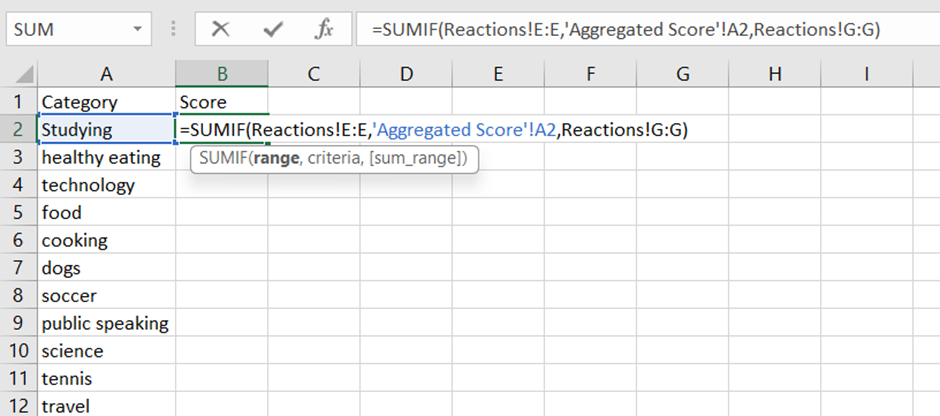 SUM
fx
=SUMIF(Reactions!E:E,'Aggregated Score'!A2,Reactions!G:G)
A B C D E F G H I
1 Category Score
2 Studying =SUMIF(Reactions!E:E,'Aggregated Score'!A2,Reactions!G:G)
3 healthy eating
SUMIF(range, criteria, [sum_range])
4 technology
5 food
6 cooking
7 dogs
8 soccer
9 public speaking
10 science
11 tennis
12 travel